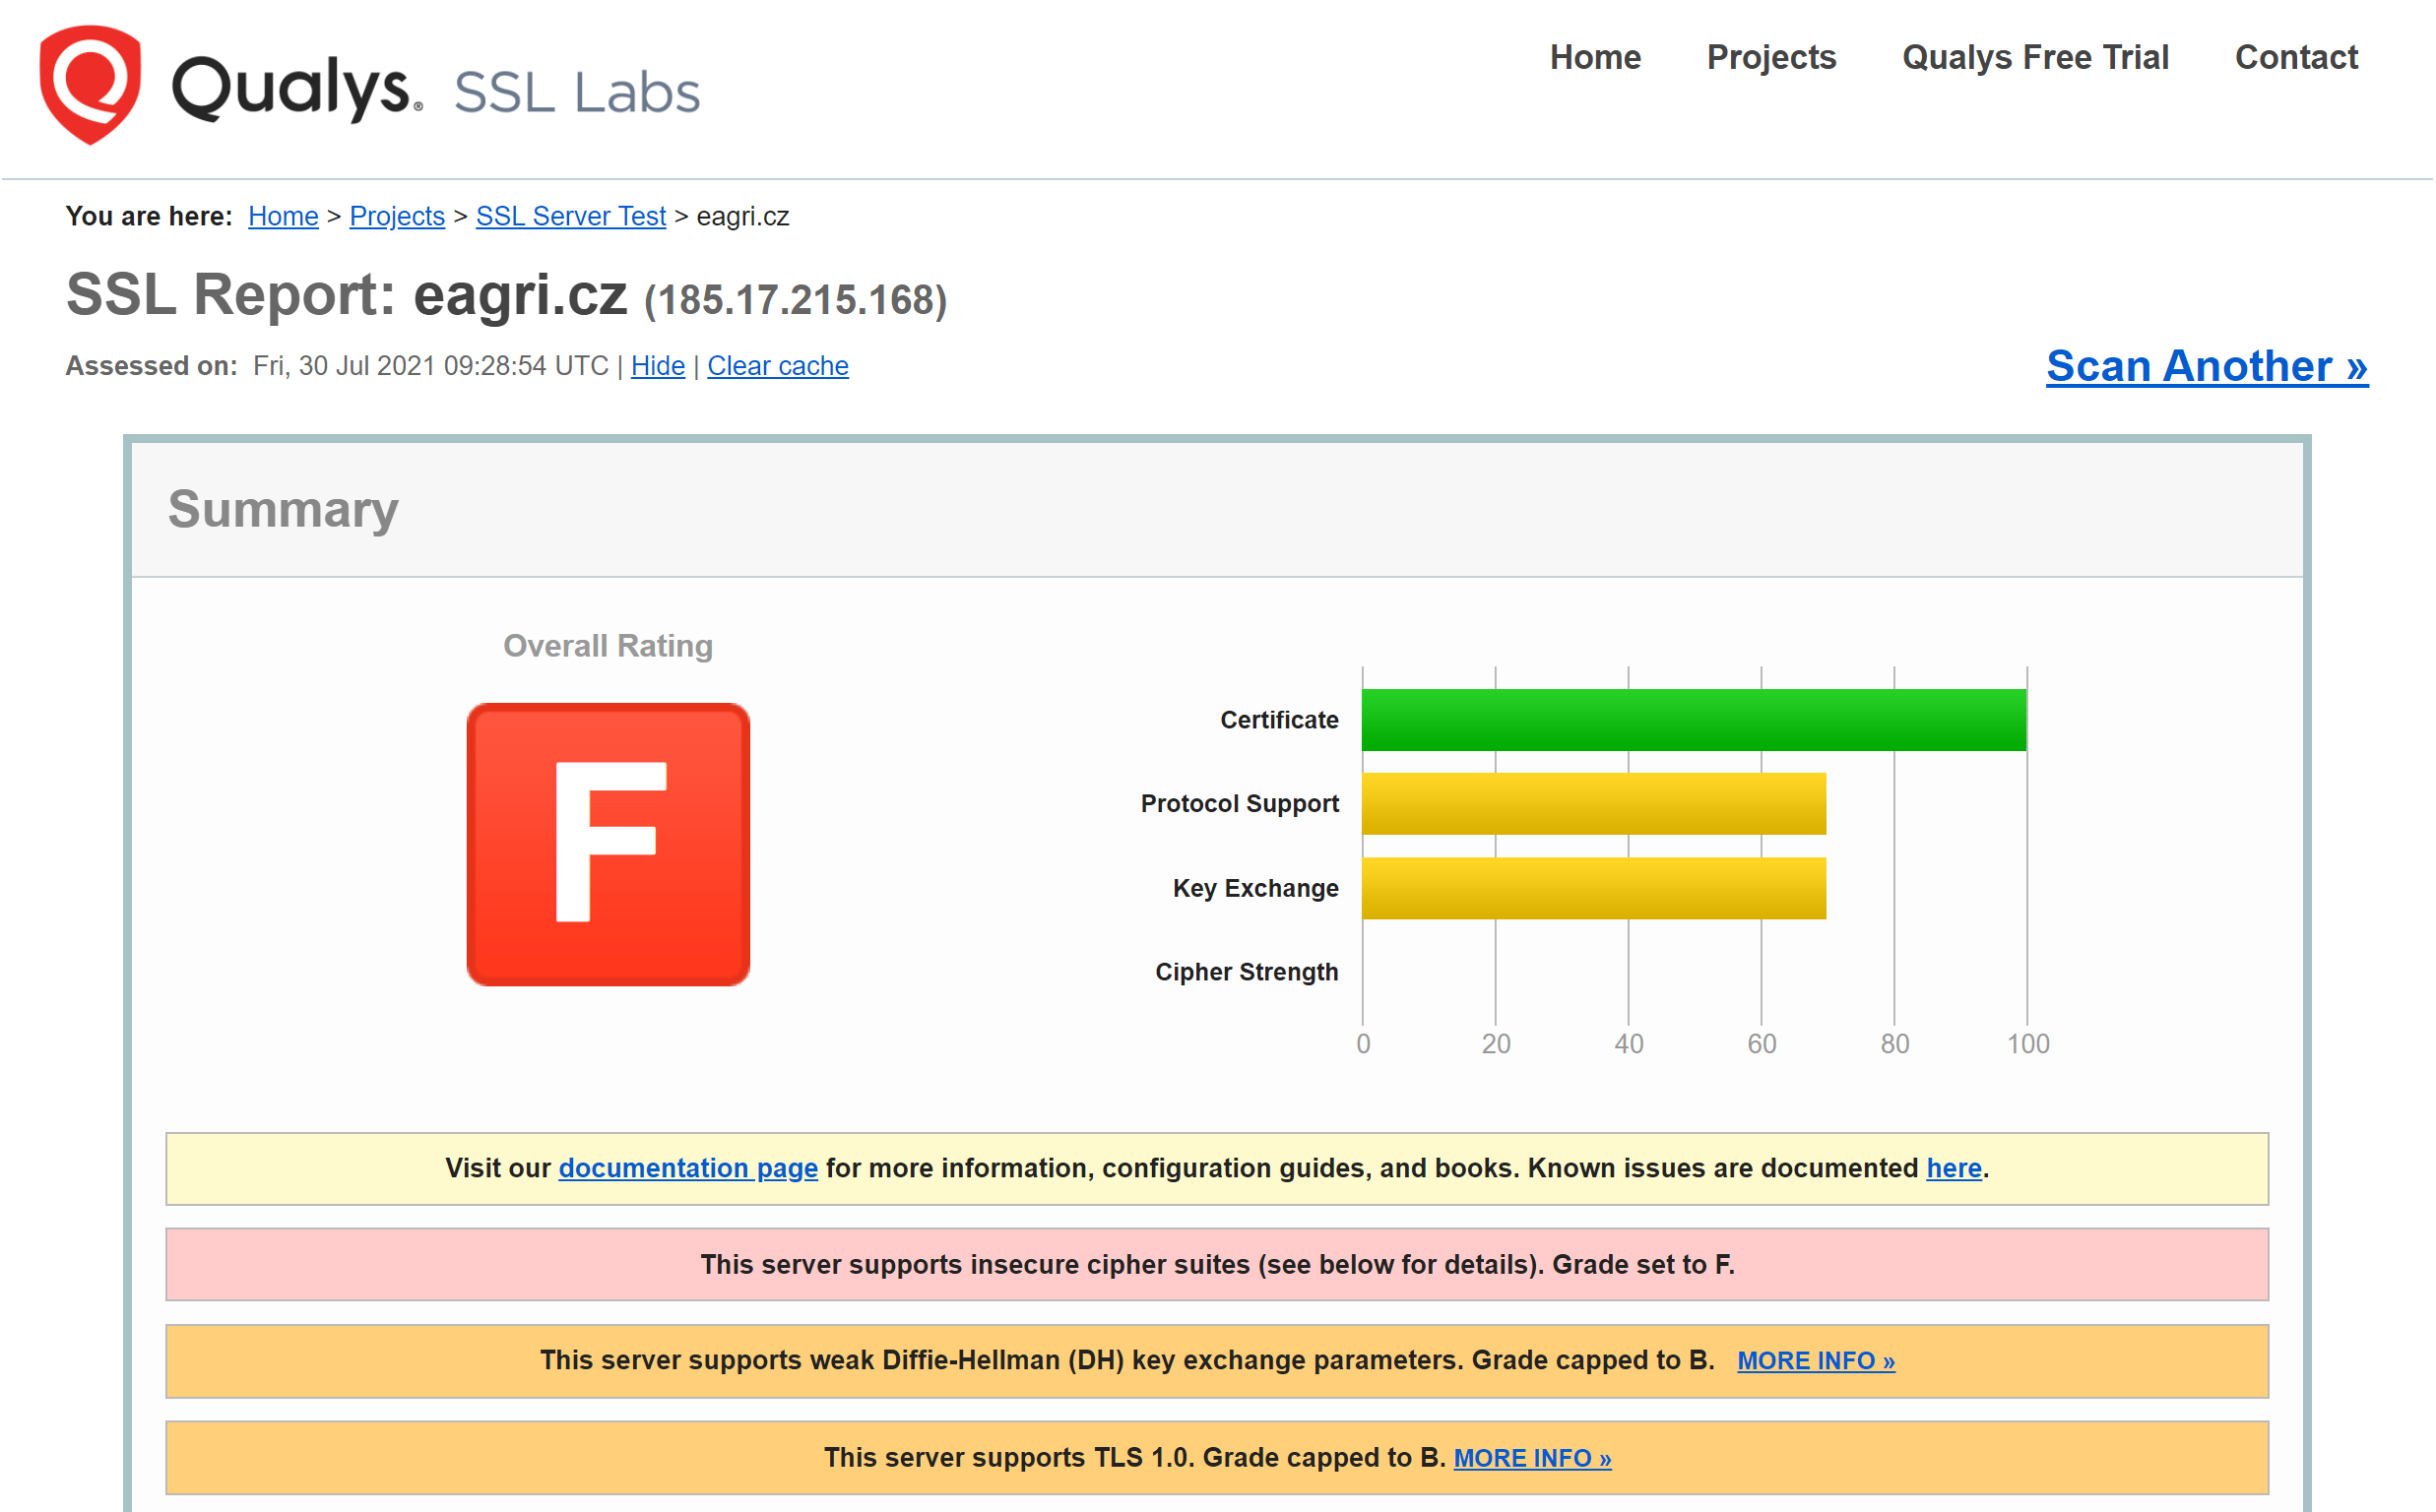 Qualys® SSL Labs
Home Projects Qualys Free Trial Contact
You are here: Home > Projects > SSL Server Test > eagri.cz
SSL Report: eagri.cz (185.17.215.168)
Assessed on: Fri, 30 Jul 2021 09:28:54 UTC | Hide | Clear cache
Scan Another »
Summary
Overall Rating
F
Certificate
Protocol Support
Key Exchange
Cipher Strength
0 20 40 60 80 100
Visit our documentation page for more information, configuration guides, and books. Known issues are documented here.
This server supports insecure cipher suites (see below for details). Grade set to F.
This server supports weak Diffie-Hellman (DH) key exchange parameters. Grade capped to B. MORE INFO »
This server supports TLS 1.0. Grade capped to B. MORE INFO »